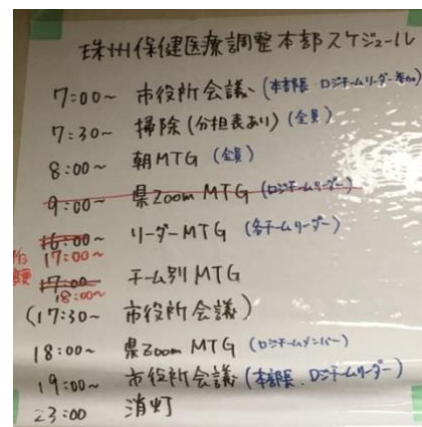 珠州保健医療調整本部スケジュール
7:00～ 市役所会議 (本部長・ロジチームリーダー参加)
7:30～ 掃除 (分担表あり) (全員)
8:00～ 朝MTG (全員)
9:00～ 県Zoom MTG (ロジチームリーダー)
16:00～ リーダーMTG (各チームリーダー)
17:00～
17:00～ チーム別MTG
18:00～
(17:30～ 市役所会議)
18:00～ 県Zoom MTG (ロジチームメンバー)
19:00～ 市役所会議 (本部長、ロジチームリーダー)
23:00 消灯